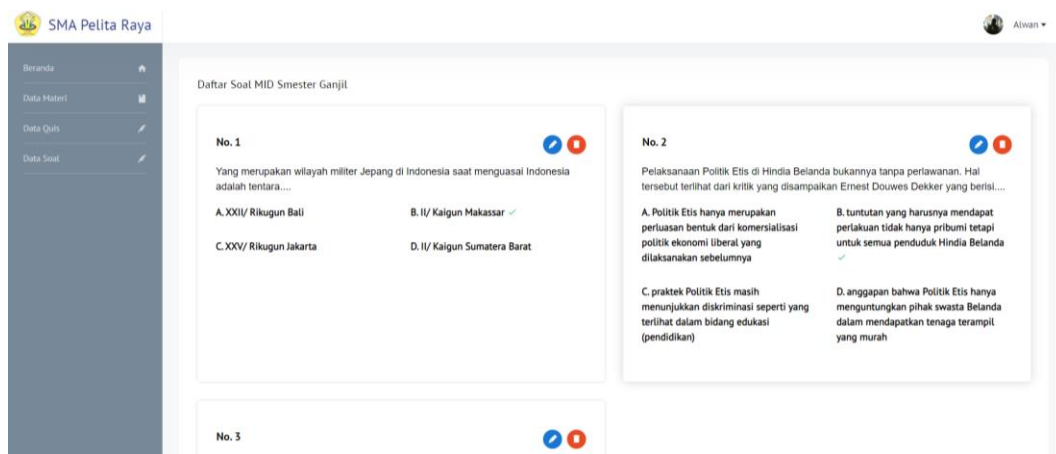 SMA Pelita Raya
Alwan
Beranda
Data Materi
Data Quis
Data Soal
Daftar Soal MID Smester Ganjil
No. 1
Yang merupakan wilayah militer Jepang di Indonesia saat menguasai Indonesia
adalah tentara....
A. XXII/ Rikugun Bali
B. II/ Kaigun Makassar
C. XXV/ Rikugun Jakarta
D. II/ Kaigun Sumatera Barat
No. 2
Pelaksanaan Politik Etis di Hindia Belanda bukannya tanpa perlawanan. Hal
tersebut terlihat dari kritik yang disampaikan Ernest Douwes Dekker yang berisi....
A. Politik Etis hanya merupakan
perluasan bentuk dari komersialisasi
politik ekonomi liberal yang
dilaksanakan sebelumnya
B. tuntutan yang harusnya mendapat
perlakuan tidak hanya pribumi tetapi
untuk semua penduduk Hindia Belanda
C. praktek Politik Etis masih
menunjukkan diskriminasi seperti yang
terlihat dalam bidang edukasi
(pendidikan)
D. anggapan bahwa Politik Etis hanya
menguntungkan pihak swasta Belanda
dalam mendapatkan tenaga terampil
yang murah
No. 3